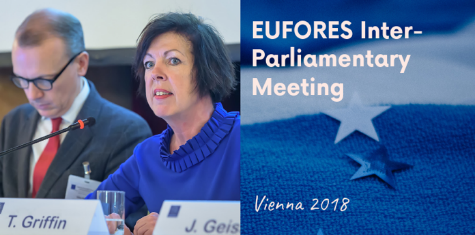 EUFORES Inter-
Parliamentary
Meeting
Vienna 2018
T. Griffin
J. Geis